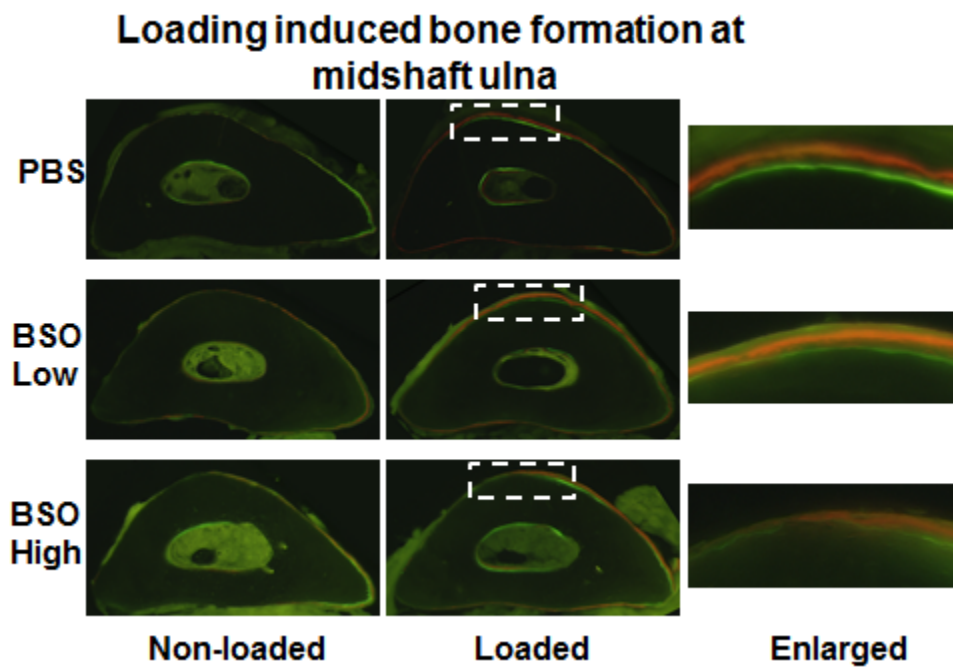 Loading induced bone formation at
midshaft ulna
PBS
BSO
Low
BSO
High
Non-loaded
Loaded
Enlarged